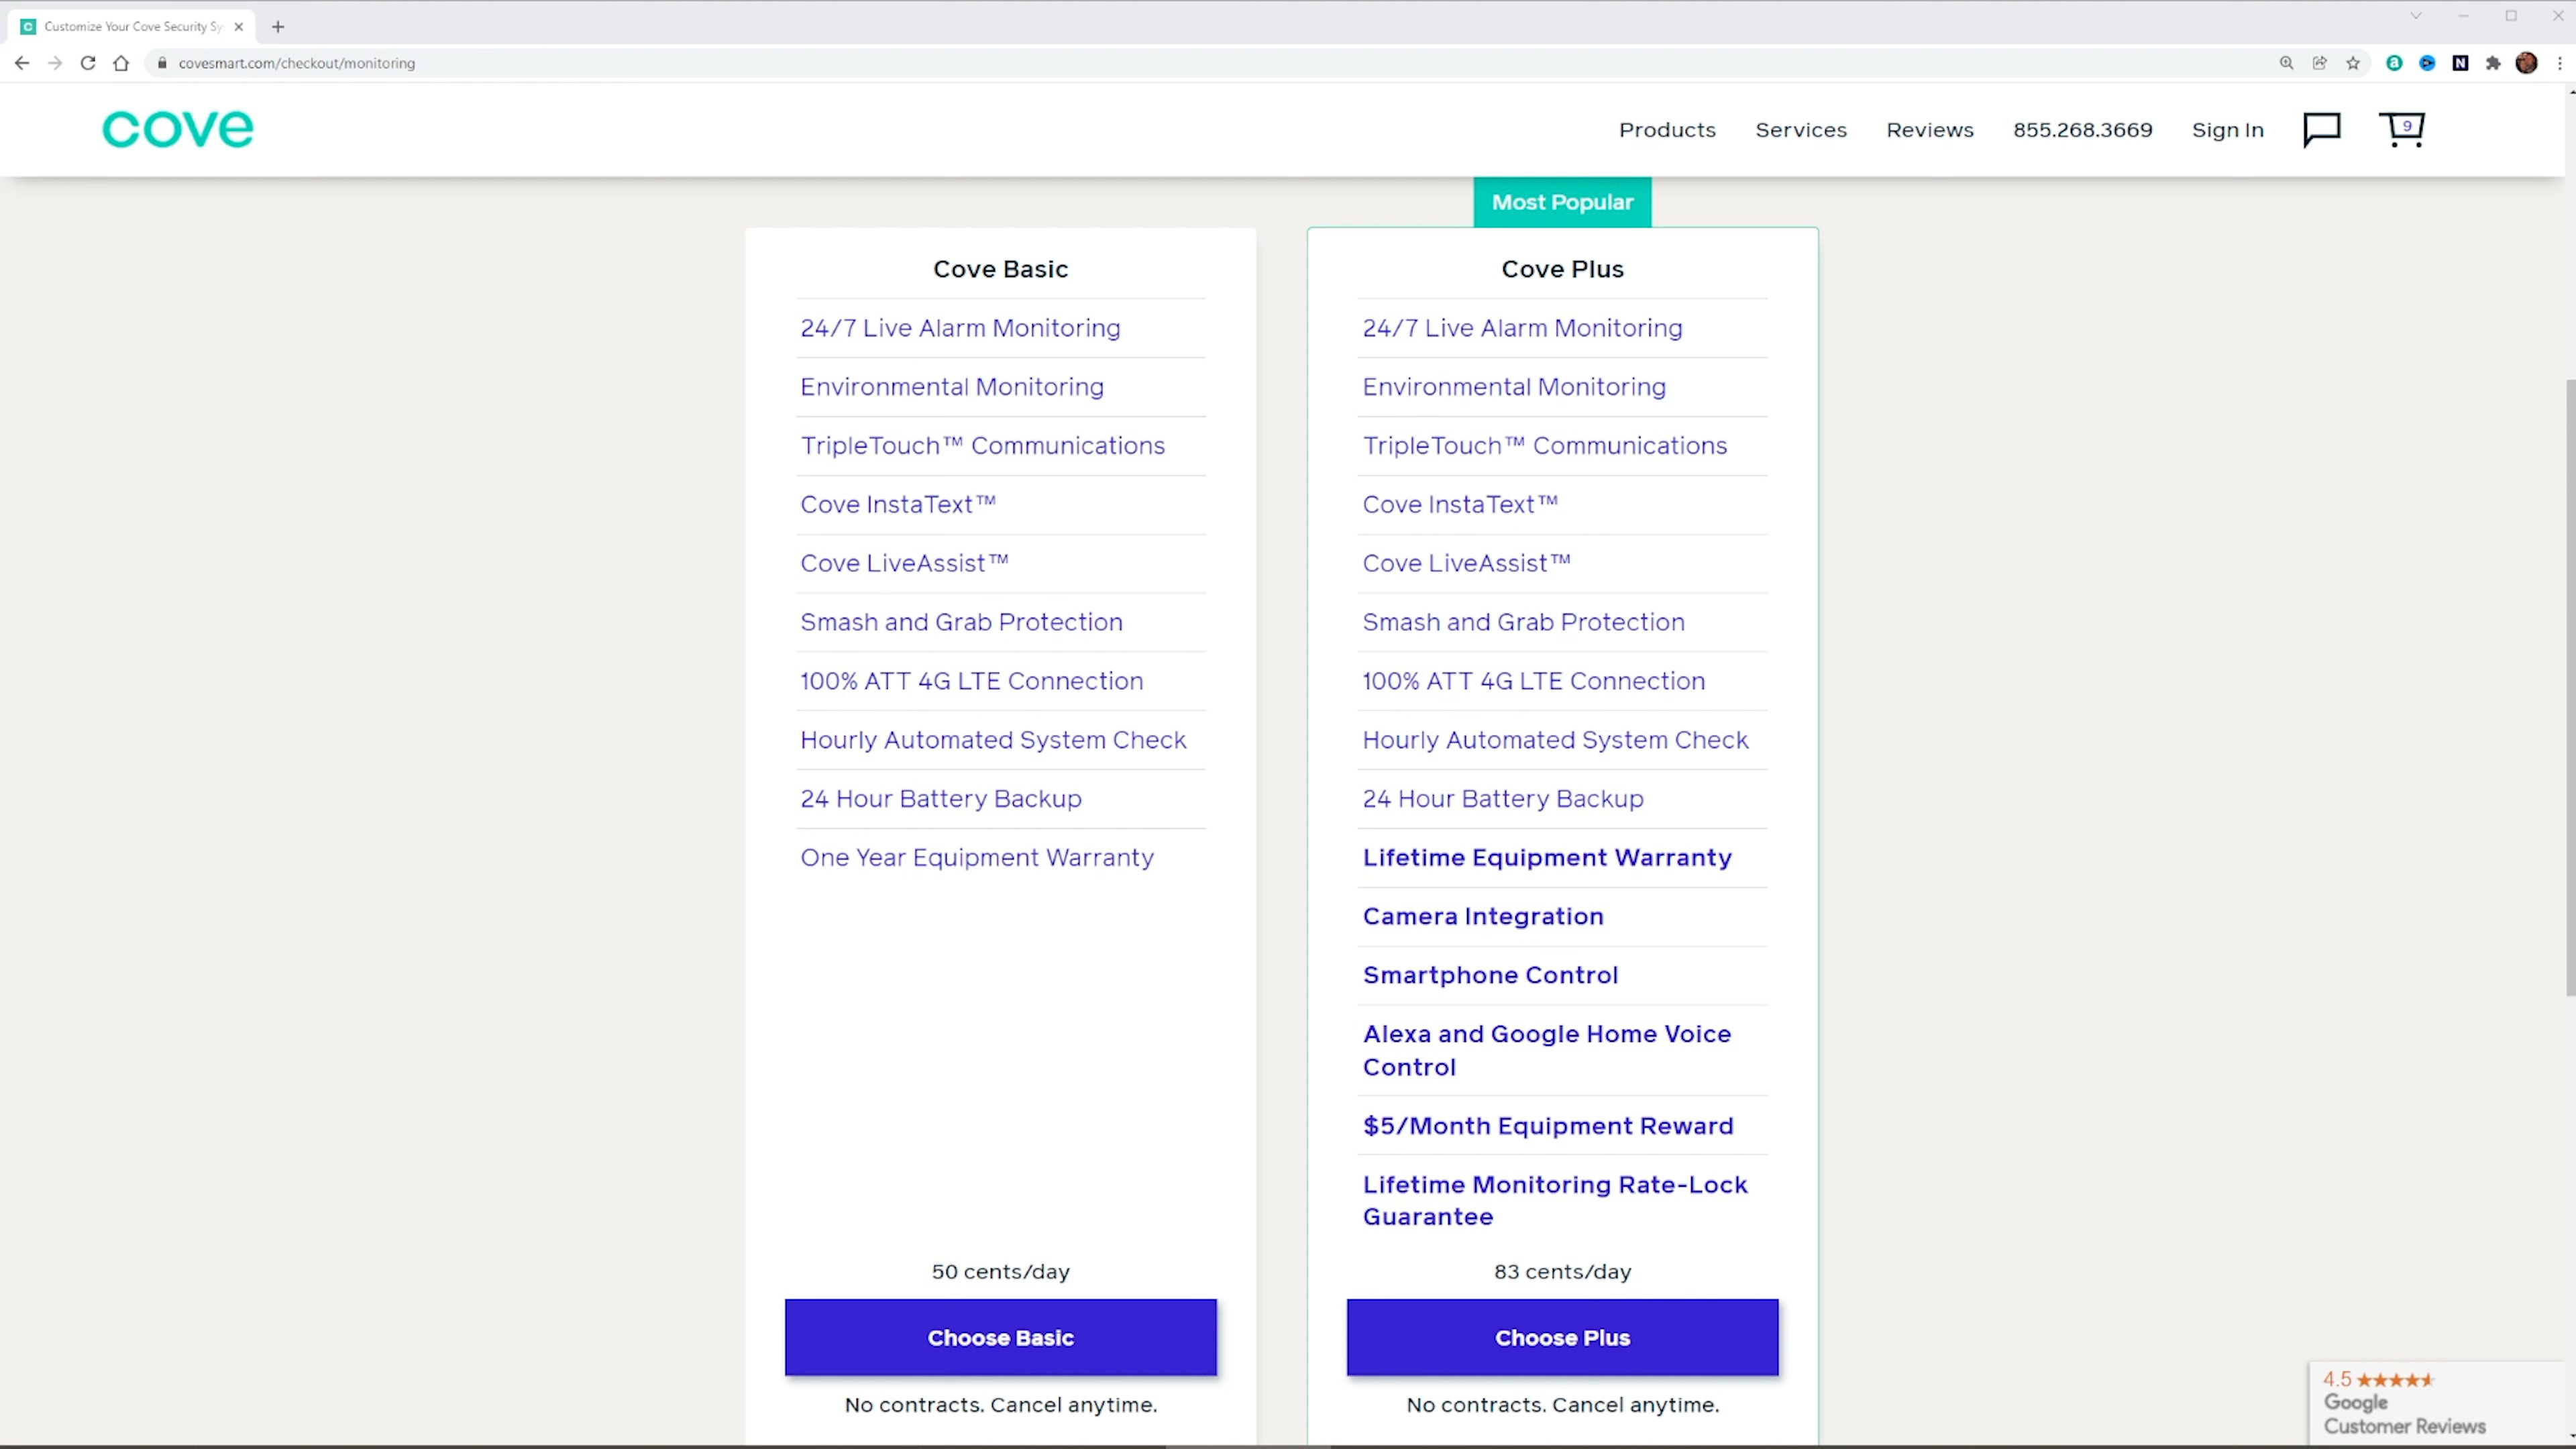 Customize Your Cove Security Sy
covesmart.com/checkout/monitoring
cove
Products
Services
Reviews
855.268.3669
Sign In
9
Most Popular
Cove Basic
24/7 Live Alarm Monitoring
Environmental Monitoring
TripleTouch™ Communications
Cove InstaText™
Cove LiveAssist™
Smash and Grab Protection
100% ATT 4G LTE Connection
Hourly Automated System Check
24 Hour Battery Backup
One Year Equipment Warranty
50 cents/day
Choose Basic
No contracts. Cancel anytime.
Cove Plus
24/7 Live Alarm Monitoring
Environmental Monitoring
TripleTouch™ Communications
Cove InstaText™
Cove LiveAssist™
Smash and Grab Protection
100% ATT 4G LTE Connection
Hourly Automated System Check
24 Hour Battery Backup
Lifetime Equipment Warranty
Camera Integration
Smartphone Control
Alexa and Google Home Voice
Control
$5/Month Equipment Reward
Lifetime Monitoring Rate-Lock
Guarantee
83 cents/day
Choose Plus
No contracts. Cancel anytime.
4.5
Google
Customer Reviews